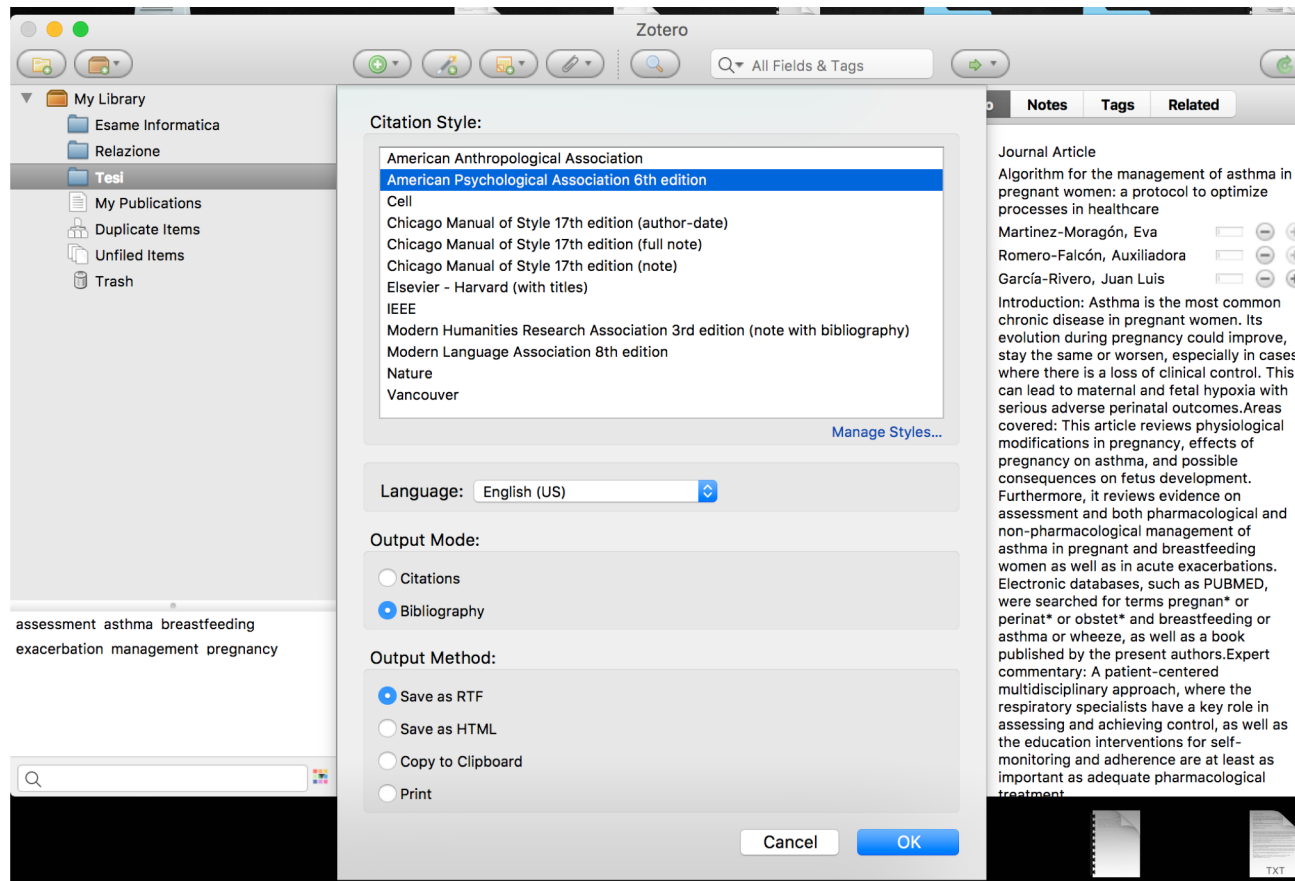 Zotero
All Fields & Tags
My Library
Esame Informatica
Relazione
Tesi
My Publications
Duplicate Items
Unfiled Items
Trash
assessment asthma breastfeeding
exacerbation management pregnancy
Citation Style:
American Anthropological Association
American Psychological Association 6th edition
Cell
Chicago Manual of Style 17th edition (author-date)
Chicago Manual of Style 17th edition (full note)
Chicago Manual of Style 17th edition (note)
Elsevier - Harvard (with titles)
IEEE
Modern Humanities Research Association 3rd edition (note with bibliography)
Modern Language Association 8th edition
Nature
Vancouver
Manage Styles...
Language: English (US)
Output Mode:
Citations
Bibliography
Output Method:
Save as RTF
Save as HTML
Copy to Clipboard
Print
Cancel OK
Notes Tags Related
Journal Article
Algorithm for the management of asthma in
pregnant women: a protocol to optimize
processes in healthcare
Martinez-Moragón, Eva
Romero-Falcón, Auxiliadora
García-Rivero, Juan Luis
Introduction: Asthma is the most common
chronic disease in pregnant women. Its
evolution during pregnancy could improve,
stay the same or worsen, especially in cases
where there is a loss of clinical control. This
can lead to maternal and fetal hypoxia with
serious adverse perinatal outcomes.Areas
covered: This article reviews physiological
modifications in pregnancy, effects of
pregnancy on asthma, and possible
consequences on fetus development.
Furthermore, it reviews evidence on
assessment and both pharmacological and
non-pharmacological management of
asthma in pregnant and breastfeeding
women as well as in acute exacerbations.
Electronic databases, such as PUBMED,
were searched for terms pregnan* or
perinat* or obstet* and breastfeeding or
asthma or wheeze, as well as a book
published by the present authors.Expert
commentary: A patient-centered
multidisciplinary approach, where the
respiratory specialists have a key role in
assessing and achieving control, as well as
the education interventions for self-
monitoring and adherence are at least as
important as adequate pharmacological
treatment
TXT